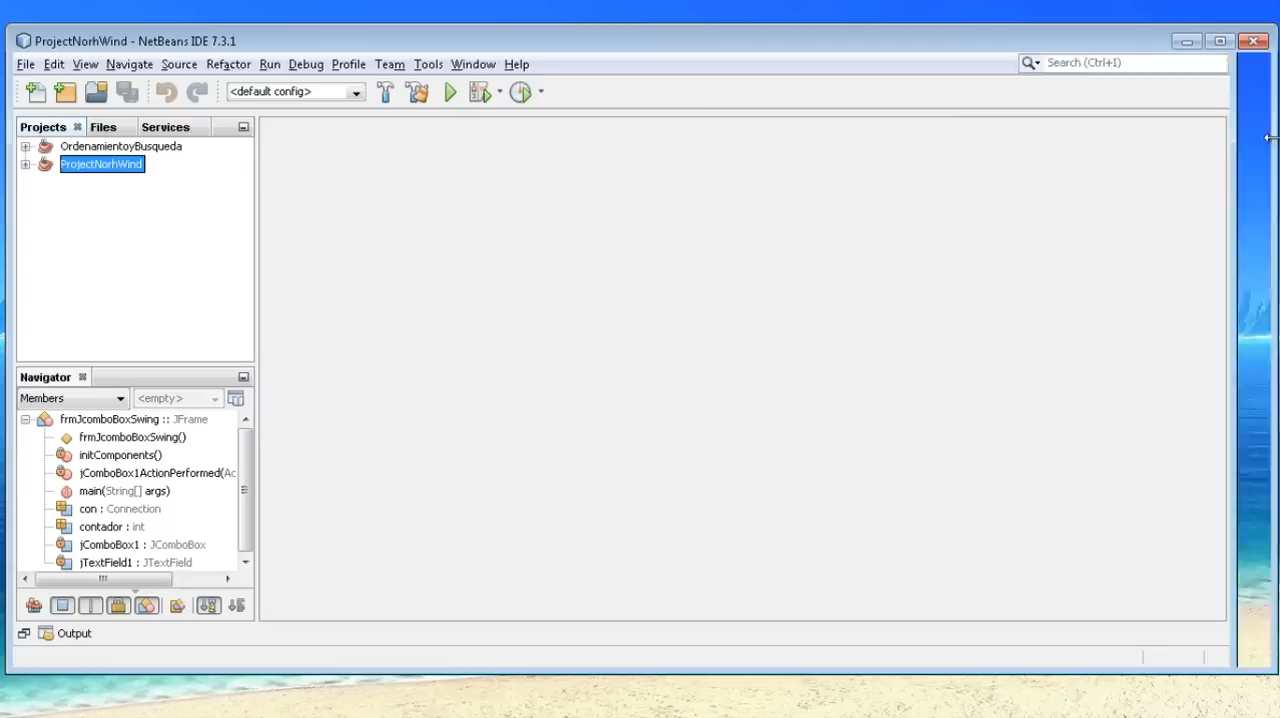 ProjectNorhWind - NetBeans IDE 7.3.1
File Edit View Navigate Source Refactor Run Debug Profile Team Tools Window Help
Search (Ctrl+I)
<default config>
Projects Files Services
OrdenamientoyBusqueda
ProjectNorhWind
Navigator
Members <empty>
frmJcomboBoxSwing :: JFrame
frmJcomboBoxSwing()
initComponents()
jComboBox1ActionPerformed(Ac
main(String[] args)
con : Connection
contador : int
jComboBox1 : JComboBox
jTextField1 : JTextField
Output